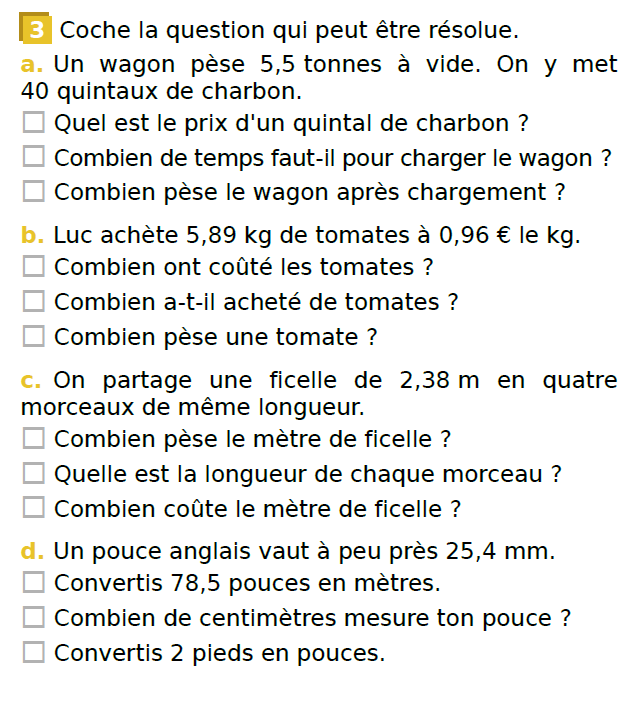 3 Coche la question qui peut être résolue.
a. Un wagon pèse 5,5 tonnes à vide. On y met
40 quintaux de charbon.
Quel est le prix d'un quintal de charbon ?
Combien de temps faut-il pour charger le wagon ?
Combien pèse le wagon après chargement ?
b. Luc achète 5,89 kg de tomates à 0,96 € le kg.
Combien ont coûté les tomates ?
Combien a-t-il acheté de tomates ?
Combien pèse une tomate ?
c. On partage une ficelle de 2,38 m en quatre
morceaux de même longueur.
Combien pèse le mètre de ficelle ?
Quelle est la longueur de chaque morceau ?
Combien coûte le mètre de ficelle ?
d. Un pouce anglais vaut à peu près 25,4 mm.
Convertis 78,5 pouces en mètres.
Combien de centimètres mesure ton pouce ?
Convertis 2 pieds en pouces.